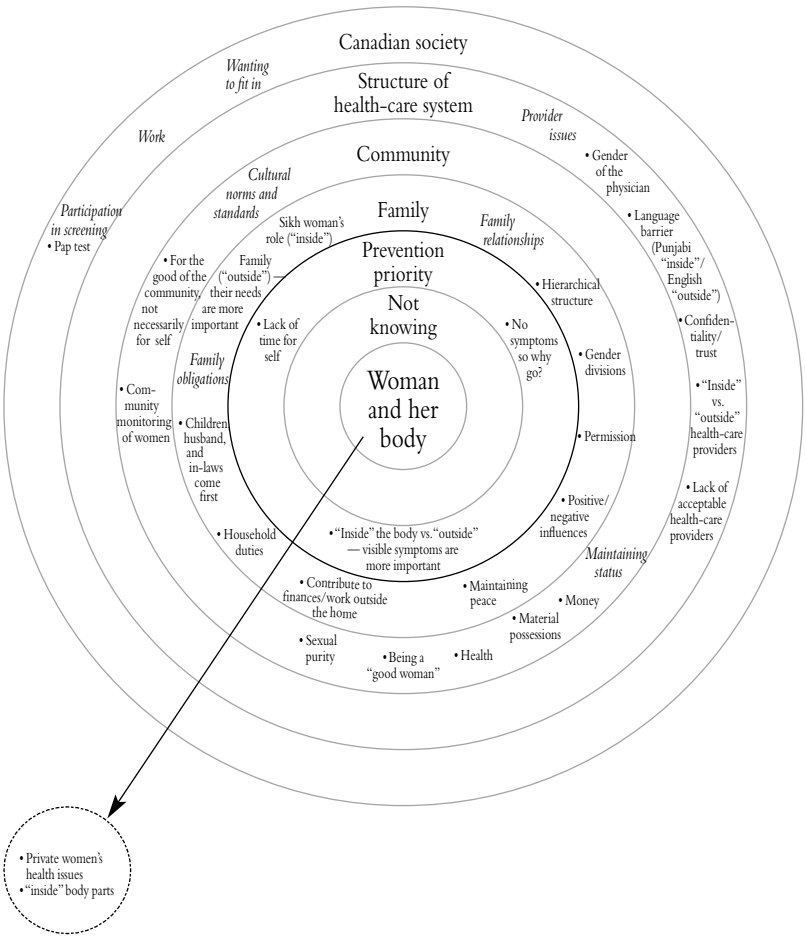 Canadian society
Wanting
to fit in
Work
Participation
in screening
• Pap test
Structure of
health-care system
Provider
issues
• Gender
of the
physician
• Language
barrier
(Punjabi
“inside”/
English
“outside”)
• Confiden-
tiality/
trust
• “Inside”
vs.
“outside”
health-care
providers
• Lack of
acceptable
health-care
providers
Community
Cultural
norms and
standards
• For the
good of the
community,
not
necessarily
for self
• Com-
munity
monitoring
of women
Maintaining
status
• Money
• Material
possessions
• Health
• Being a
“good woman”
• Sexual
purity
Family
Sikh woman’s
role (“inside”)
Family
(“outside”) —
their needs
are more
important
Family
obligations
• Children,
husband,
and
in-laws
come
first
• Household
duties
• Contribute to
finances/work outside
the home
Family
relationships
• Hierarchical
structure
• Gender
divisions
• Permission
• Positive/
negative
influences
• Maintaining
peace
Prevention
priority
• Lack of
time for
self
• “Inside” the body vs. “outside”
— visible symptoms are
more important
Not
knowing
• No
symptoms
so why
go?
Woman
and her
body
• Private women’s
health issues
• “inside” body parts